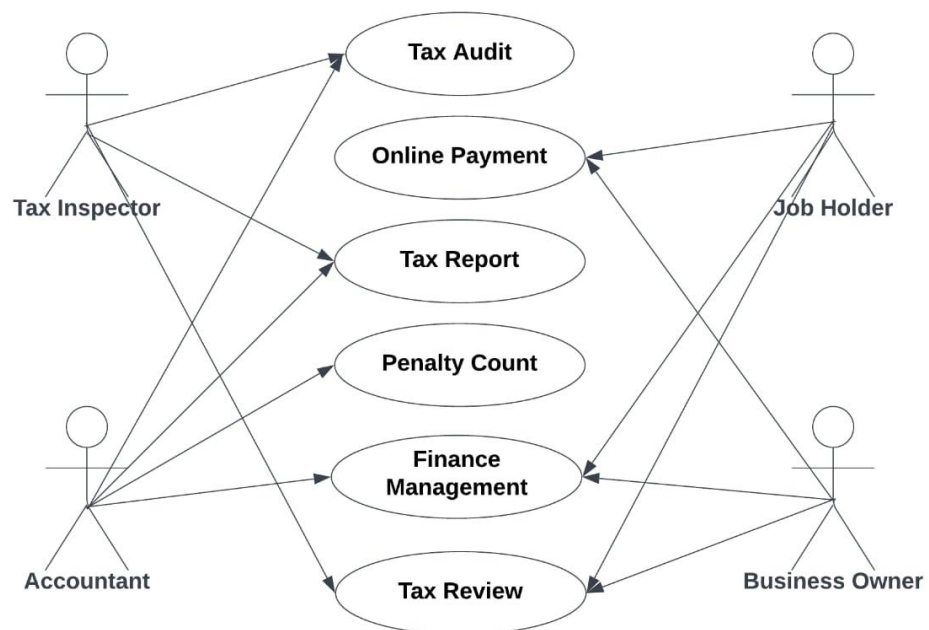 Tax Audit
Online Payment
Tax Inspector
Job Holder
Tax Report
Penalty Count
Finance
Management
Accountant
Business Owner
Tax Review